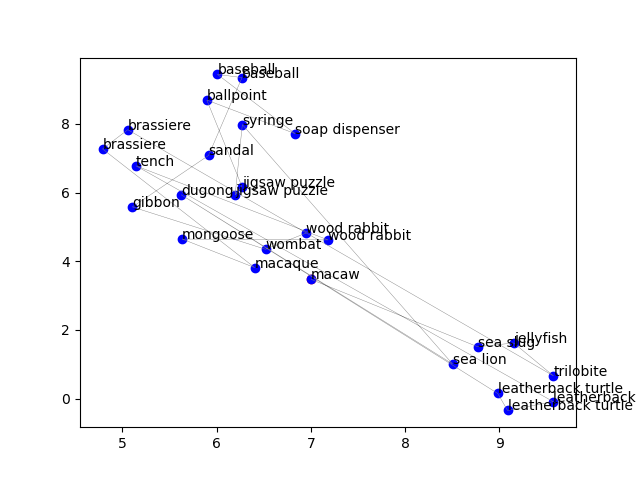 baseball
baseball
ballpoint
syringe
soap dispenser
brassiere
brassiere
sandal
tench
jigsaw puzzle
dugong
jigsaw puzzle
gibbon
wood rabbit
wood rabbit
mongoose
wombat
macaque
macaw
jellyfish
sea slug
sea lion
trilobite
leatherback turtle
leatherback
leatherback turtle
8
6
4
2
0
5
6
7
8
9